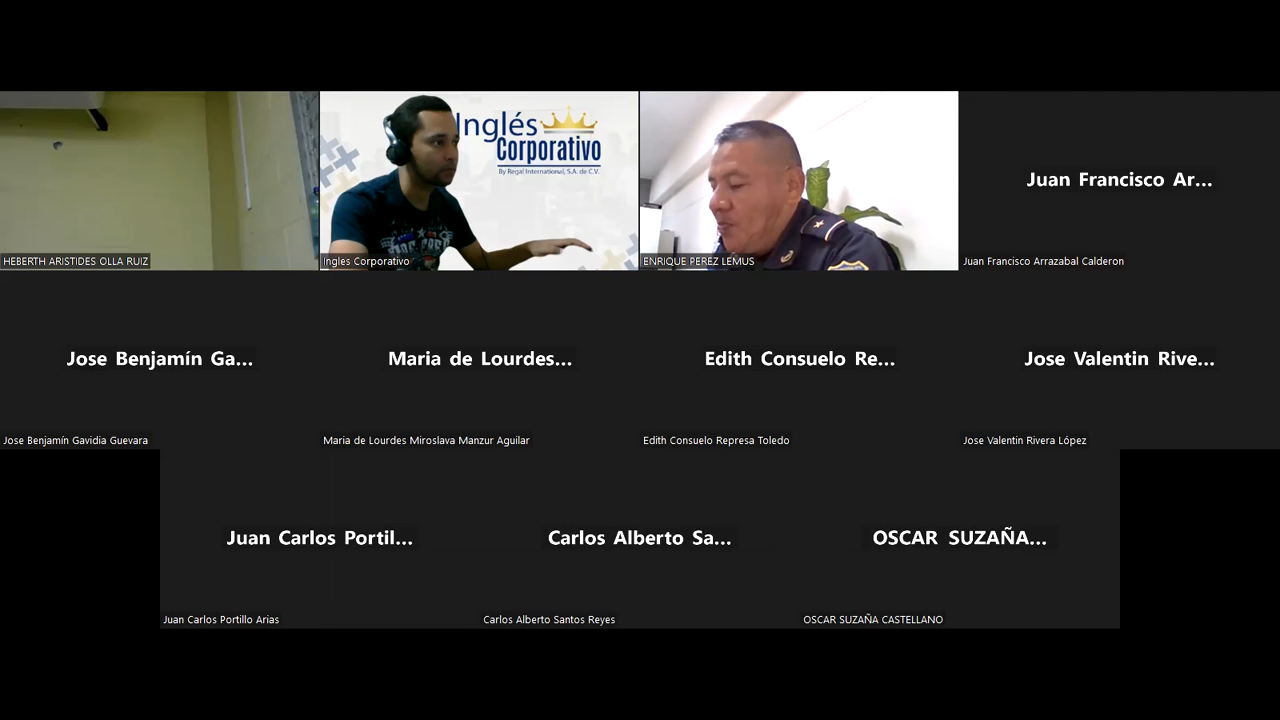 Inglés
Corporativo
By Regal International, S.A. de C.V.
HEBERTH ARISTIDES OLLA RUIZ
Ingles Corporativo
ENRIQUE PEREZ LEMUS
Juan Francisco Ar...
Juan Francisco Arrazabal Calderon
Jose Benjamín Ga...
Maria de Lourdes...
Edith Consuelo Re...
Jose Valentin Rive...
Jose Benjamín Gavidia Guevara
Maria de Lourdes Miroslava Manzur Aguilar
Edith Consuelo Represa Toledo
Jose Valentin Rivera López
Juan Carlos Portil...
Carlos Alberto Sa...
OSCAR SUZAÑA...
Juan Carlos Portillo Arias
Carlos Alberto Santos Reyes
OSCAR SUZAÑA CASTELLANO